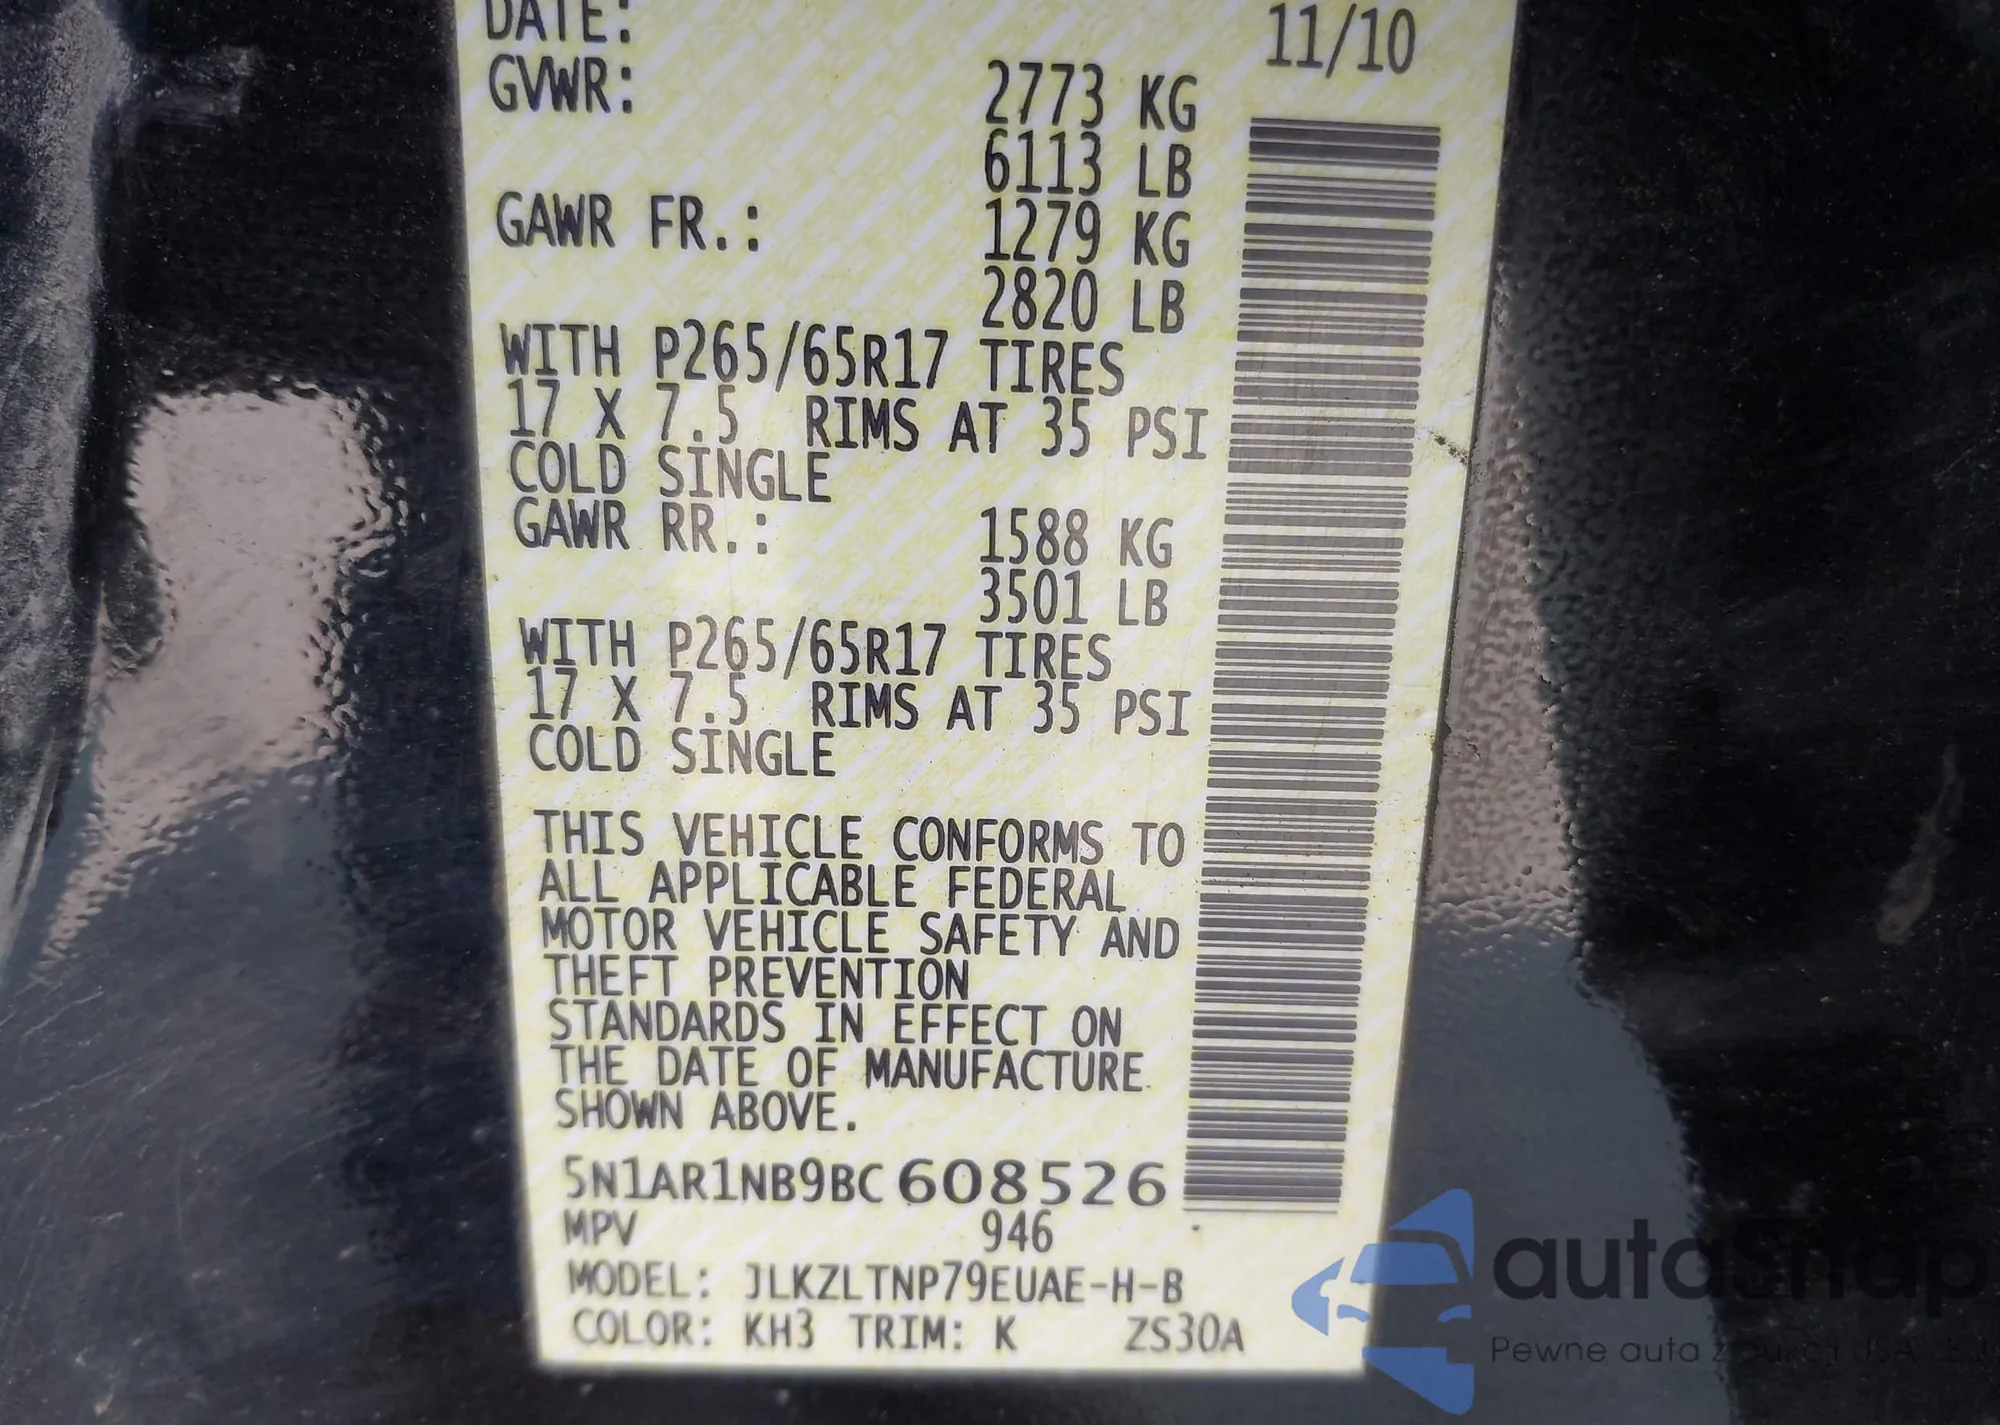 DATE: 11/10
GVWR: 2773 KG
6113 LB
GAWR FR.: 1279 KG
2820 LB
WITH P265/65R17 TIRES
17 X 7.5 RIMS AT 35 PSI
COLD SINGLE
GAWR RR.: 1588 KG
3501 LB
WITH P265/65R17 TIRES
17 X 7.5 RIMS AT 35 PSI
COLD SINGLE
THIS VEHICLE CONFORMS TO
ALL APPLICABLE FEDERAL
MOTOR VEHICLE SAFETY AND
THEFT PREVENTION
STANDARDS IN EFFECT ON
THE DATE OF MANUFACTURE
SHOWN ABOVE.
5N1AR1NB9BC608526
MPV 946
MODEL: JLKZLTNP79EUAE-H-B
COLOR: KH3 TRIM: K ZS30A
autasnap
Pewne auta z USA